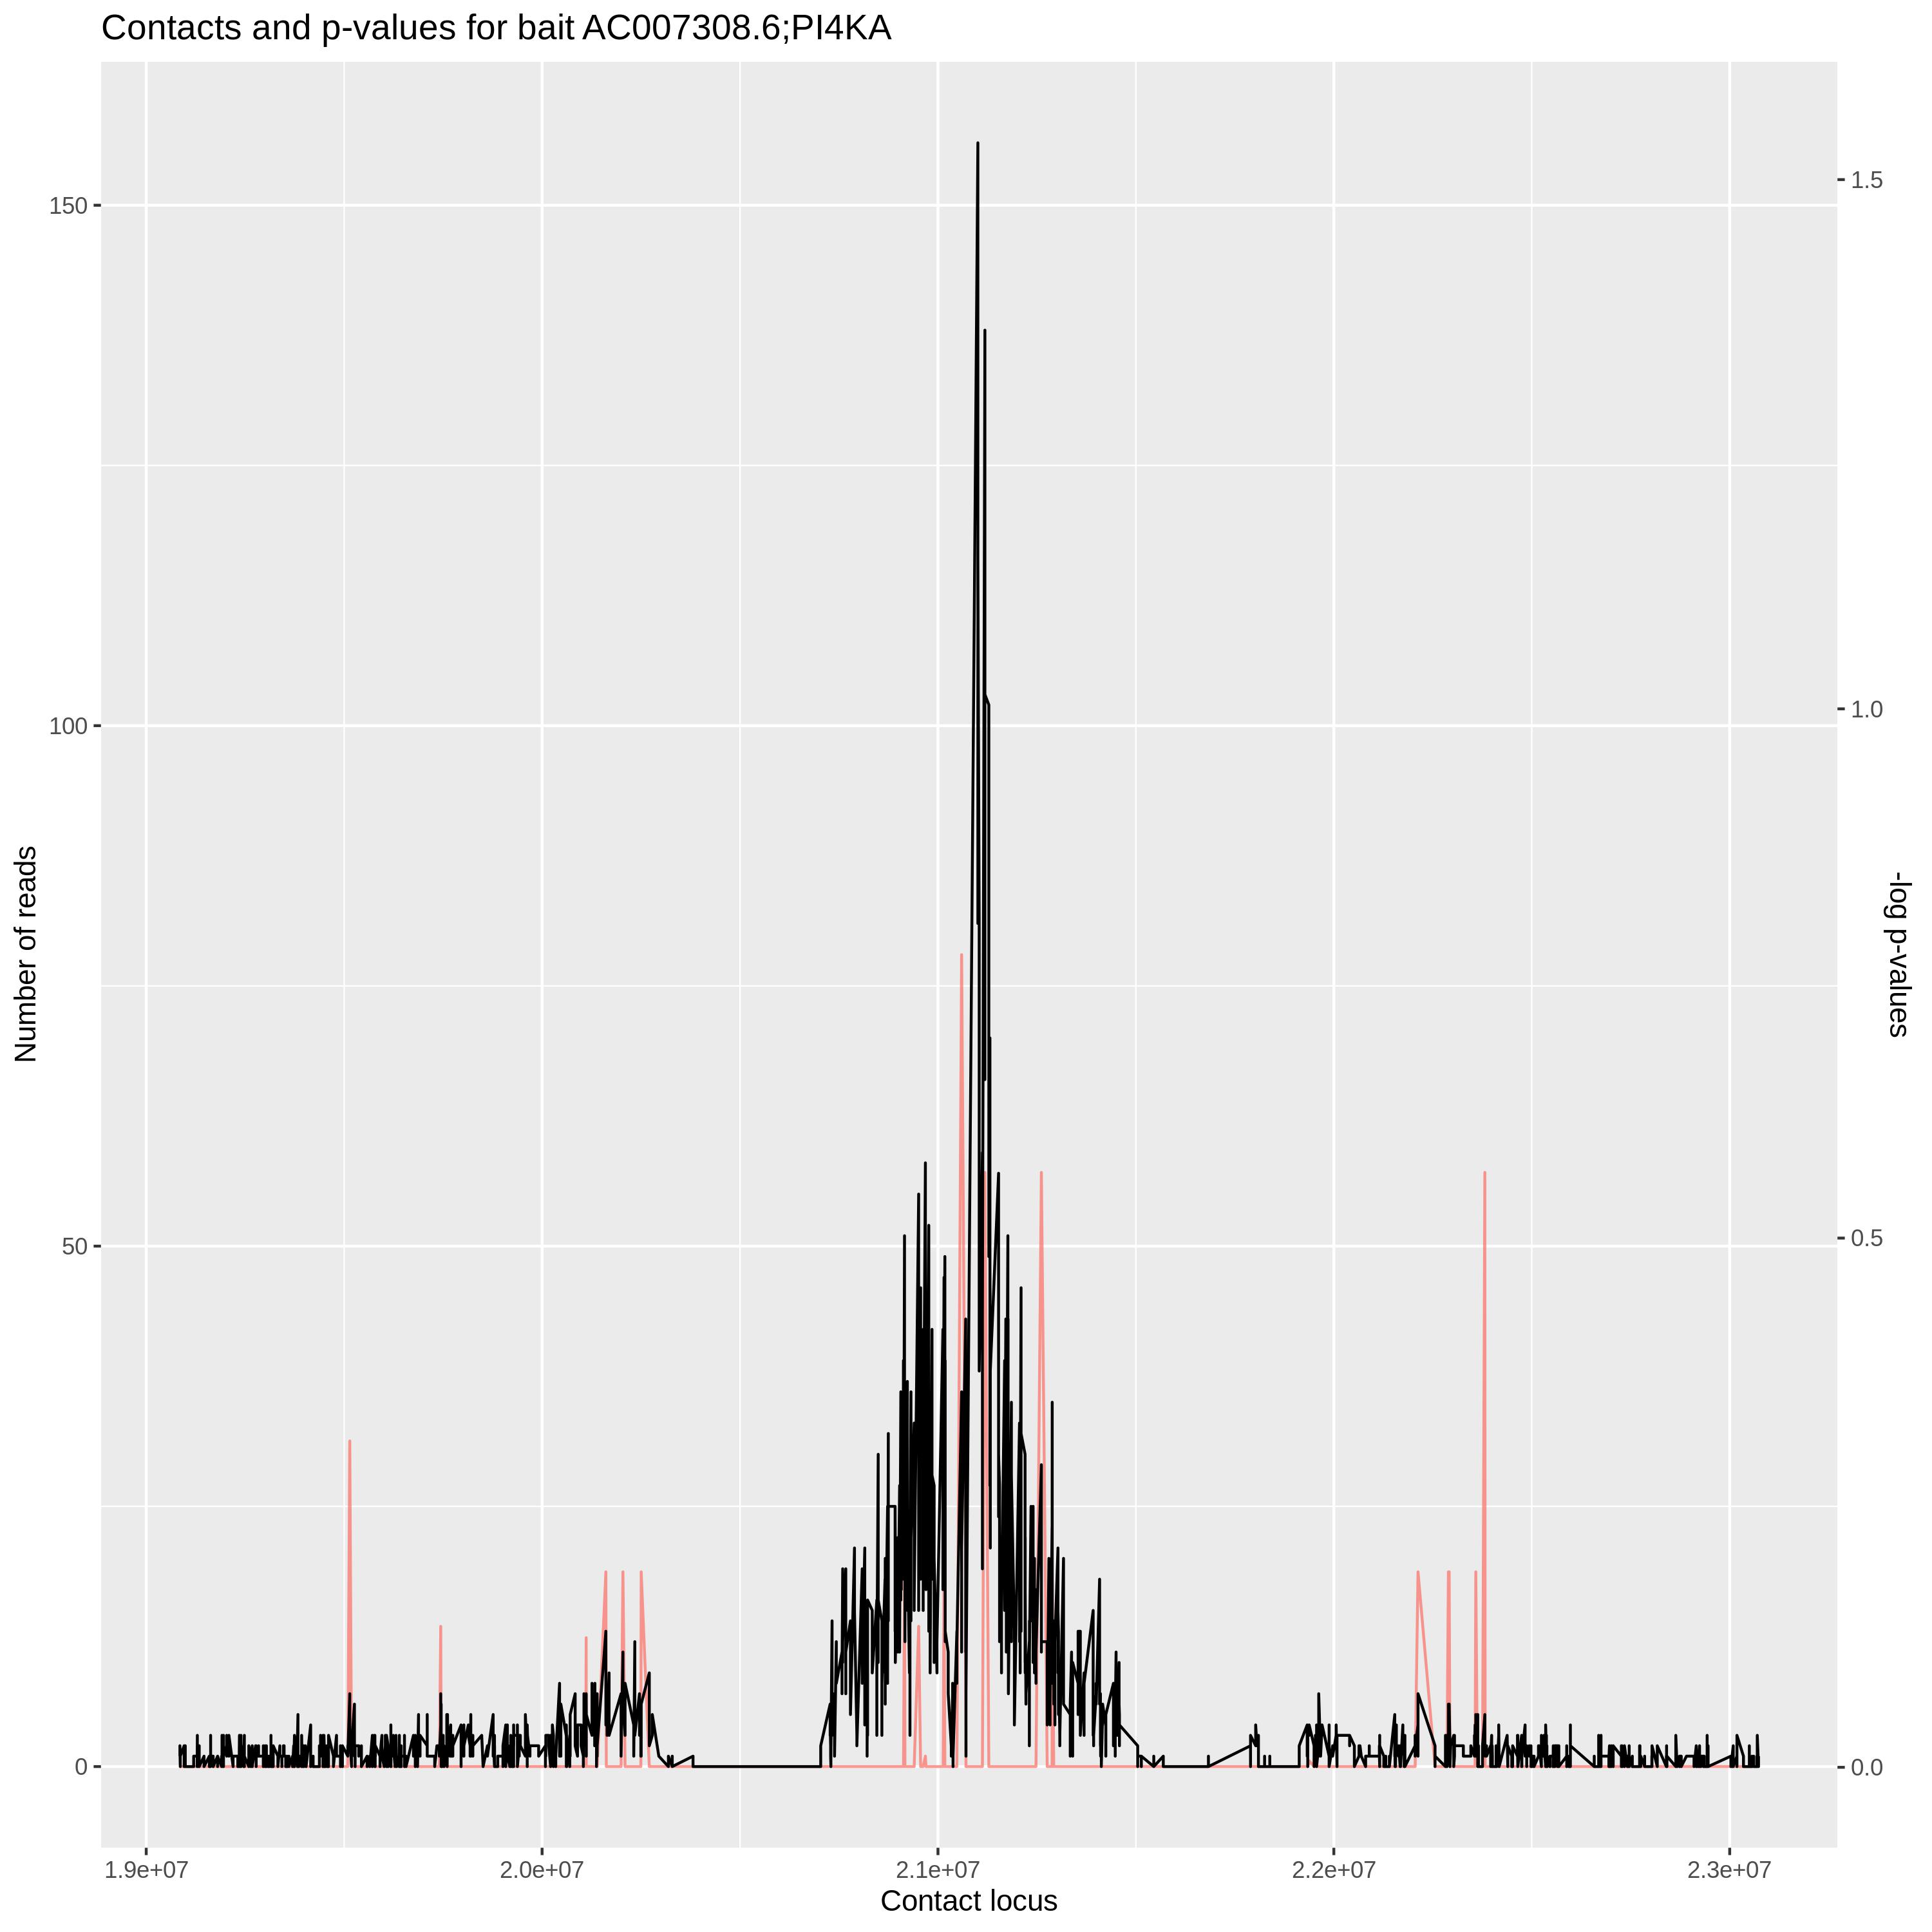 Contacts and p-values for bait AC007308.6;PI4KA
150
100
50
0
Number of reads
1.5
1.0
0.5
0.0
-log p-values
1.9e+07
2.0e+07
2.1e+07
2.2e+07
2.3e+07
Contact locus